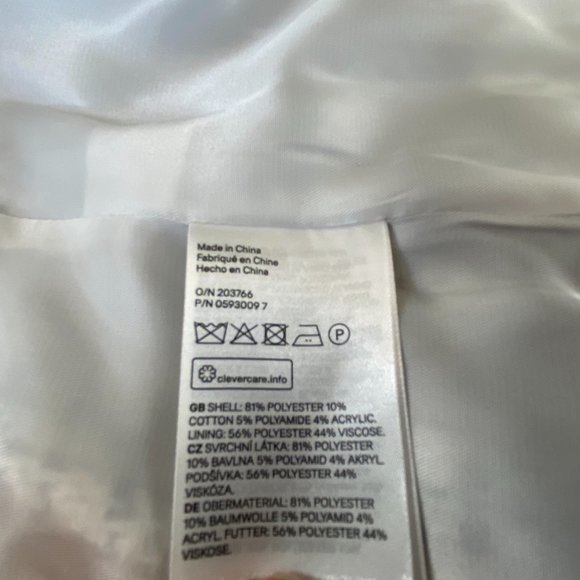 Made in China
Fabriqué en Chine
Hecho en China
O/N 203766
P/N 0593009 7
P
clevercare.info
GB SHELL: 81% POLYESTER 10%
COTTON 5% POLYAMIDE 4% ACRYLIC.
LINING: 56% POLYESTER 44% VISCOSE.
CZ SVRCHNÍ LÁTKA: 81% POLYESTER
10% BAVLNA 5% POLYAMID 4% AKRYL
PODŠÍVKA: 56% POLYESTER 44%
VISKÓZA.
DE OBERMATERIAL: 81% POLYESTER
10% BAUMWOLLE 5% POLYAMID 4%
ACRYL. FUTTER: 56% POLYESTER 44%
VISKOSE.